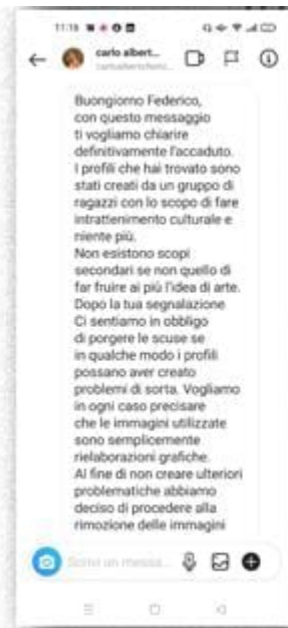 11:18
carlo albert...
Buongiorno Federico,
con questo messaggio
ti vogliamo chiarire
definitivamente l'accaduto.
I profili che hai trovato sono
stati creati da un gruppo di
ragazzi con lo scopo di fare
intrattenimento culturale e
niente più.
Non esistono scopi
secondari se non quello di
far fruire ai più l'idea di arte.
Dopo la tua segnalazione
Ci sentiamo in obbligo
di porgere le scuse se
in qualche modo i profili
possano aver creato
problemi di sorta. Vogliamo
in ogni caso precisare
che le immagini utilizzate
sono semplicemente
rielaborazioni grafiche.
Al fine di non creare ulteriori
problematiche abbiamo
deciso di procedere alla
rimozione delle immagini
Scrivi un messa...